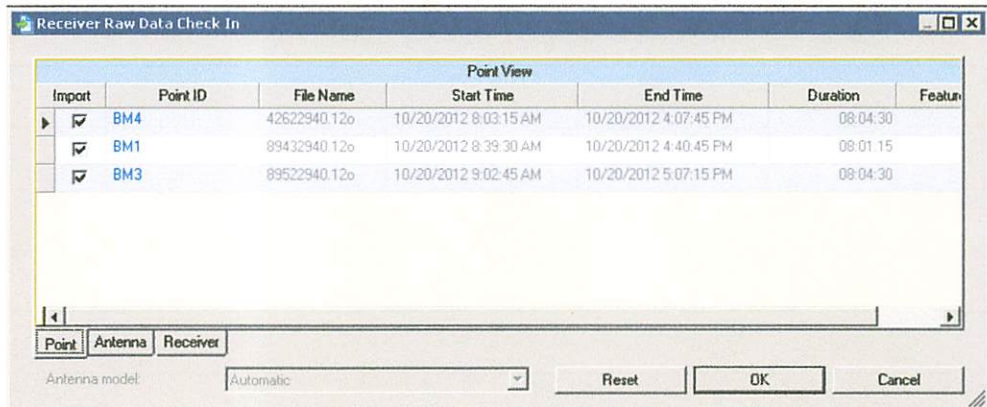 Receiver Raw Data Check In
Point View
Import Point ID File Name Start Time End Time Duration Featur
BM4 42622940.12o 10/20/2012 8:03:15 AM 10/20/2012 4:07:45 PM 08:04:30
BM1 89432940.12o 10/20/2012 8:39:30 AM 10/20/2012 4:40:45 PM 08:01:15
BM3 89522940.12o 10/20/2012 9:02:45 AM 10/20/2012 5:07:15 PM 08:04:30
Point Antenna Receiver
Antenna model: Automatic Reset OK Cancel